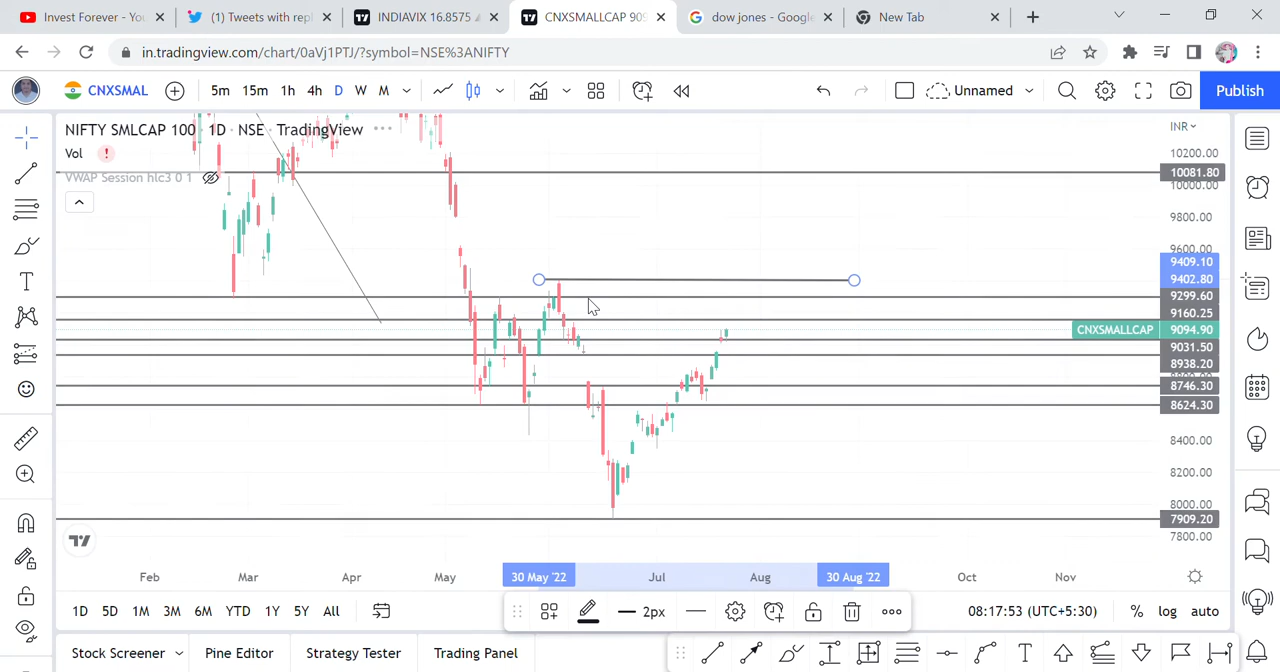 Invest Forever - You
(1) Tweets with repl
INDIAVIX 16.8575
CNXSMALLCAP 909
dow jones - Google
New Tab
in.tradingview.com/chart/0aVj1PTJ/?symbol=NSE%3ANIFTY
CNXSMAL
5m 15m 1h 4h D W M
Unnamed
Publish
NIFTY SMLCAP 100 · 1D · NSE · TradingView
INR
Vol
VWAP Session hlc3 0 1
10200.00
10081.80
10000.00
9800.00
9600.00
9409.10
9402.80
9299.60
9160.25
CNXSMALLCAP 9094.90
9031.50
8938.20
8746.30
8624.30
8400.00
8200.00
8000.00
7909.20
7800.00
Feb Mar Apr May 30 May '22 Jul Aug 30 Aug '22 Oct Nov
1D 5D 1M 3M 6M YTD 1Y 5Y All
2px
08:17:53 (UTC+5:30)
% log auto
Stock Screener Pine Editor Strategy Tester Trading Panel